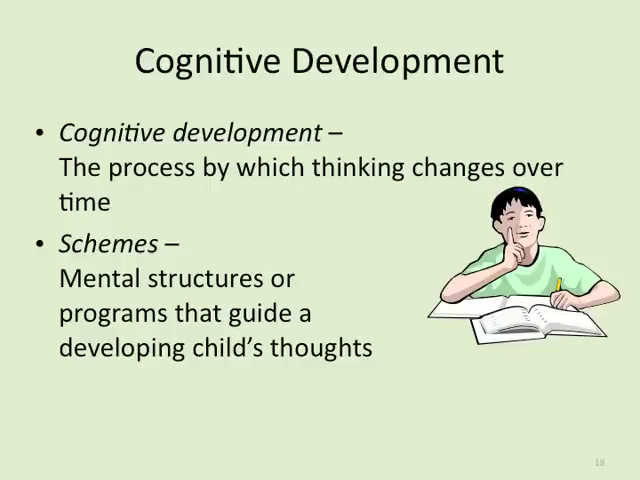 Cognitive Development
• Cognitive development –
The process by which thinking changes over
time
• Schemes –
Mental structures or
programs that guide a
developing child's thoughts
18